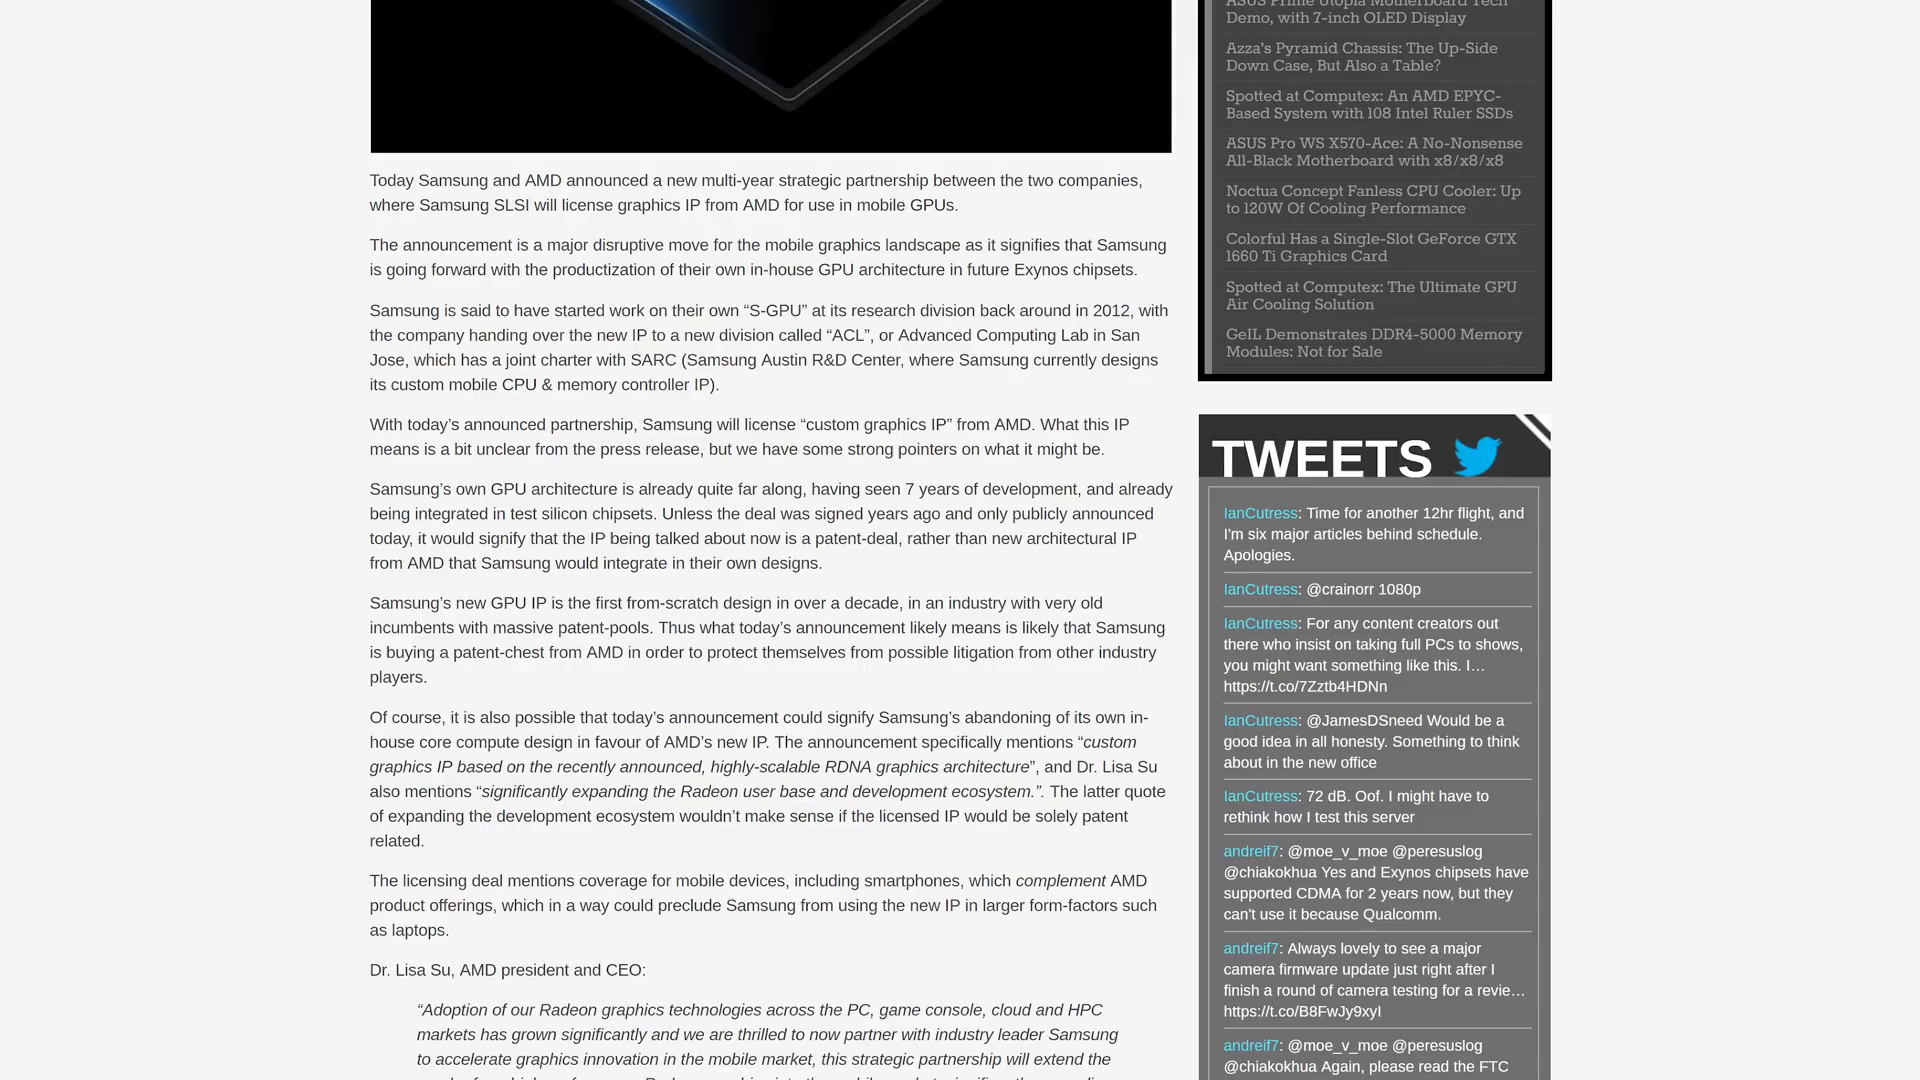 Today Samsung and AMD announced a new multi-year strategic partnership between the two companies,
where Samsung SLSI will license graphics IP from AMD for use in mobile GPUs.
The announcement is a major disruptive move for the mobile graphics landscape as it signifies that Samsung
is going forward with the productization of their own in-house GPU architecture in future Exynos chipsets.
Samsung is said to have started work on their own “S-GPU” at its research division back around in 2012, with
the company handing over the new IP to a new division called “ACL”, or Advanced Computing Lab in San
Jose, which has a joint charter with SARC (Samsung Austin R&D Center, where Samsung currently designs
its custom mobile CPU & memory controller IP).
With today’s announced partnership, Samsung will license “custom graphics IP” from AMD. What this IP
means is a bit unclear from the press release, but we have some strong pointers on what it might be.
Samsung’s own GPU architecture is already quite far along, having seen 7 years of development, and already
being integrated in test silicon chipsets. Unless the deal was signed years ago and only publicly announced
today, it would signify that the IP being talked about now is a patent-deal, rather than new architectural IP
from AMD that Samsung would integrate in their own designs.
Samsung’s new GPU IP is the first from-scratch design in over a decade, in an industry with very old
incumbents with massive patent-pools. Thus what today’s announcement likely means is likely that Samsung
is buying a patent-chest from AMD in order to protect themselves from possible litigation from other industry
players.
Of course, it is also possible that today’s announcement could signify Samsung’s abandoning of its own in-
house core compute design in favour of AMD’s new IP. The announcement specifically mentions “custom
graphics IP based on the recently announced, highly-scalable RDNA graphics architecture”, and Dr. Lisa Su
also mentions “significantly expanding the Radeon user base and development ecosystem.”. The latter quote
of expanding the development ecosystem wouldn’t make sense if the licensed IP would be solely patent
related.
The licensing deal mentions coverage for mobile devices, including smartphones, which complement AMD
product offerings, which in a way could preclude Samsung from using the new IP in larger form-factors such
as laptops.
Dr. Lisa Su, AMD president and CEO:
“Adoption of our Radeon graphics technologies across the PC, game console, cloud and HPC
markets has grown significantly and we are thrilled to now partner with industry leader Samsung
to accelerate graphics innovation in the mobile market, this strategic partnership will extend the
ASUS Prime Utopia Motherboard Tech
Demo, with 7-inch OLED Display
Azza’s Pyramid Chassis: The Up-Side
Down Case, But Also a Table?
Spotted at Computex: An AMD EPYC-
Based System with 108 Intel Ruler SSDs
ASUS Pro WS X570-Ace: A No-Nonsense
All-Black Motherboard with x8/x8/x8
Noctua Concept Fanless CPU Cooler: Up
to 120W Of Cooling Performance
Colorful Has a Single-Slot GeForce GTX
1660 Ti Graphics Card
Spotted at Computex: The Ultimate GPU
Air Cooling Solution
GeIL Demonstrates DDR4-5000 Memory
Modules: Not for Sale
TWEETS
IanCutress: Time for another 12hr flight, and
I'm six major articles behind schedule.
Apologies.
IanCutress: @crainorr 1080p
IanCutress: For any content creators out
there who insist on taking full PCs to shows,
you might want something like this. I…
https://t.co/7Zztb4HDNn
IanCutress: @JamesDSneed Would be a
good idea in all honesty. Something to think
about in the new office
IanCutress: 72 dB. Oof. I might have to
rethink how I test this server
andreif7: @moe_v_moe @peresuslog
@chiakokhua Yes and Exynos chipsets have
supported CDMA for 2 years now, but they
can't use it because Qualcomm.
andreif7: Always lovely to see a major
camera firmware update just right after I
finish a round of camera testing for a revie…
https://t.co/B8FwJy9xyI
andreif7: @moe_v_moe @peresuslog
@chiakokhua Again, please read the FTC